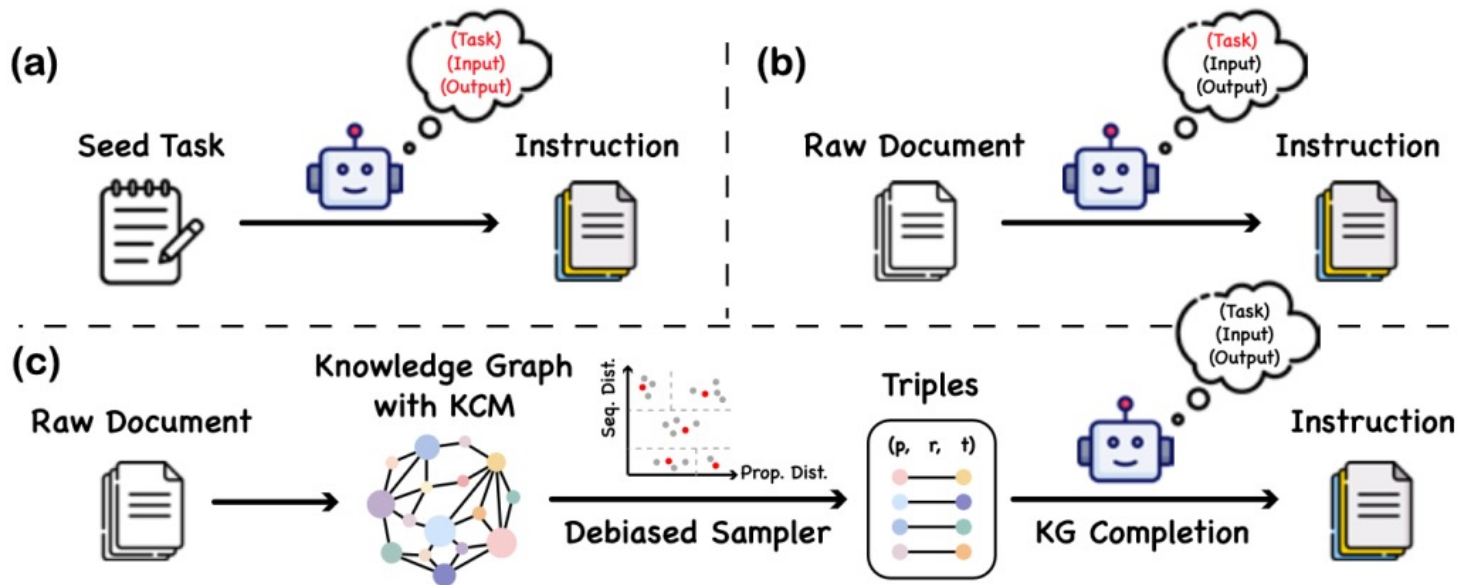 (a)
(Task)
(Input)
(Output)
Seed Task
Instruction
(b)
(Task)
(Input)
(Output)
Raw Document
Instruction
(c)
Raw Document
Knowledge Graph
with KCM
Seq. Dist.
Prop. Dist.
Debiased Sampler
Triples
(p, r, t)
(Task)
(Input)
(Output)
KG Completion
Instruction